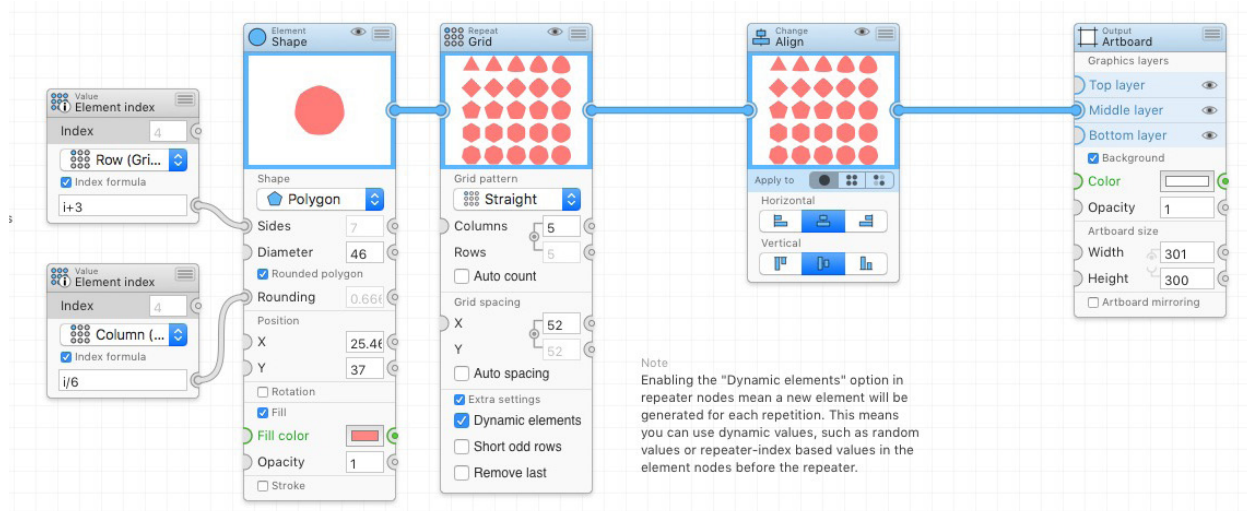 Value
Element index
Index
4
Row (Gri...
Index formula
i+3
s
Value
Element index
Index
4
Column (...
Index formula
i/6
Element
Shape
Shape
Polygon
Sides
7
Diameter
46
Rounded polygon
Rounding
0.666
Position
X
25.46
Y
37
Rotation
Fill
Fill color
Opacity
1
Stroke
Repeat
Grid
Grid pattern
Straight
Columns
5
Rows
5
Auto count
Grid spacing
X
52
Y
52
Auto spacing
Extra settings
Dynamic elements
Short odd rows
Remove last
Change
Align
Apply to
Horizontal
Vertical
Note
Enabling the "Dynamic elements" option in
repeater nodes mean a new element will be
generated for each repetition. This means
you can use dynamic values, such as random
values or repeater-index based values in the
element nodes before the repeater.
Output
Artboard
Graphics layers
Top layer
Middle layer
Bottom layer
Background
Color
Opacity
1
Artboard size
Width
301
Height
300
Artboard mirroring